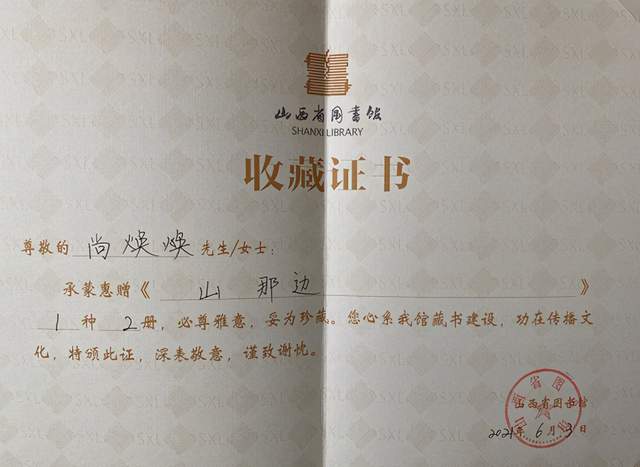 山西省图书馆
SHANXI LIBRARY
收藏证书
尊敬的 尚焕焕 先生/女士：
承蒙惠赠《 山那边 》
1 种 2 册，必尊雅意，妥为珍藏。您心系我馆藏书建设，功在传播文
化，特颁此证，深表敬意，谨致谢忱。
山西省图书馆
2021年 6 月 3 日